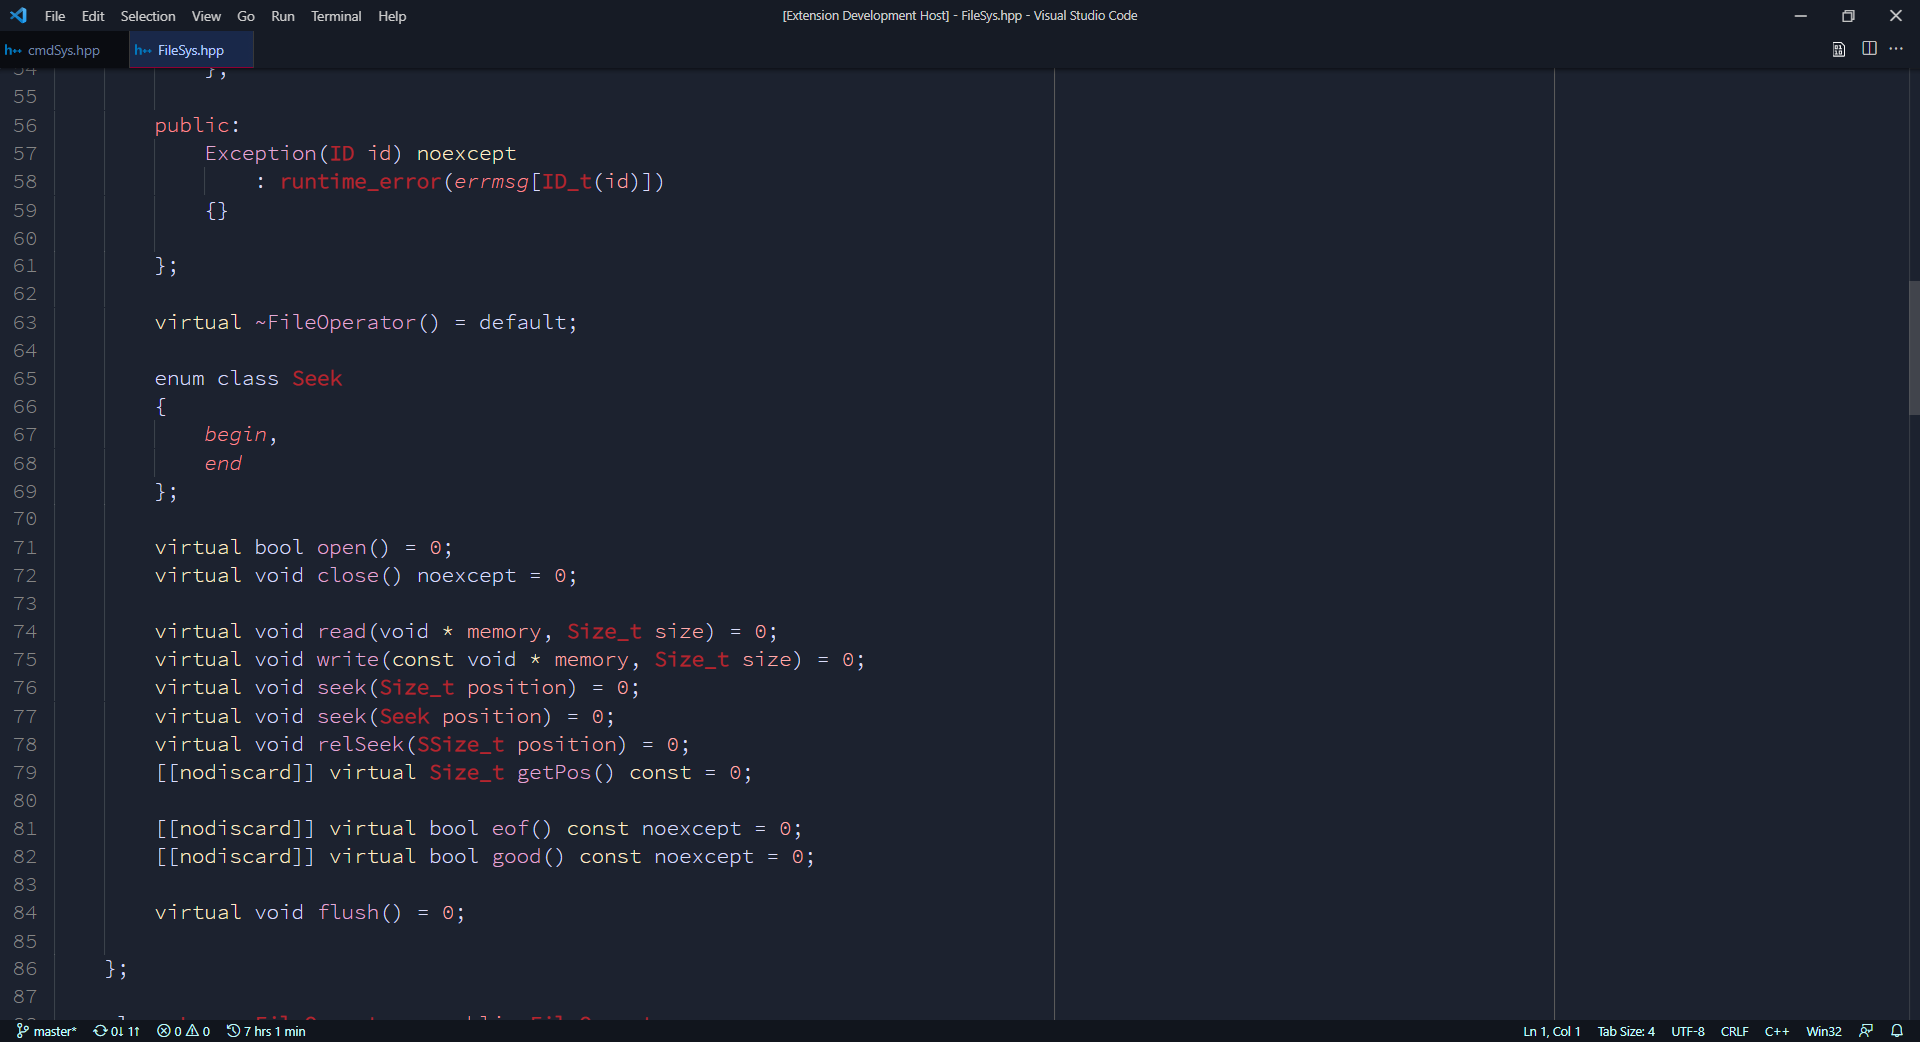 File Edit Selection View Go Run Terminal Help [Extension Development Host] - FileSys.hpp - Visual Studio Code
cmdSys.hpp FileSys.hpp
54 };
55
56 public:
57 Exception(ID id) noexcept
58 : runtime_error(errmsg[ID_t(id)])
59 {}
60
61 };
62
63 virtual ~FileOperator() = default;
64
65 enum class Seek
66 {
67 begin,
68 end
69 };
70
71 virtual bool open() = 0;
72 virtual void close() noexcept = 0;
73
74 virtual void read(void * memory, Size_t size) = 0;
75 virtual void write(const void * memory, Size_t size) = 0;
76 virtual void seek(Size_t position) = 0;
77 virtual void seek(Seek position) = 0;
78 virtual void relSeek(SSize_t position) = 0;
79 [[nodiscard]] virtual Size_t getPos() const = 0;
80
81 [[nodiscard]] virtual bool eof() const noexcept = 0;
82 [[nodiscard]] virtual bool good() const noexcept = 0;
83
84 virtual void flush() = 0;
85
86 };
87
master* 0↓ 1↑ 0 0 7 hrs 1 min Ln 1, Col 1 Tab Size: 4 UTF-8 CRLF C++ Win32